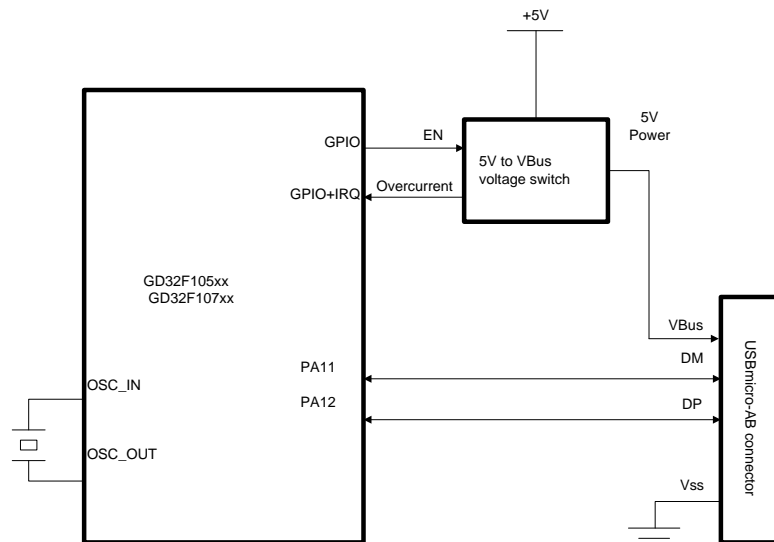 +5V
5V
Power
GPIO
EN
5V to VBus
voltage switch
GPIO+IRQ
Overcurrent
GD32F105xx
GD32F107xx
VBus
PA11
DM
OSC_IN
PA12
DP
USBmicro-AB connector
OSC_OUT
Vss